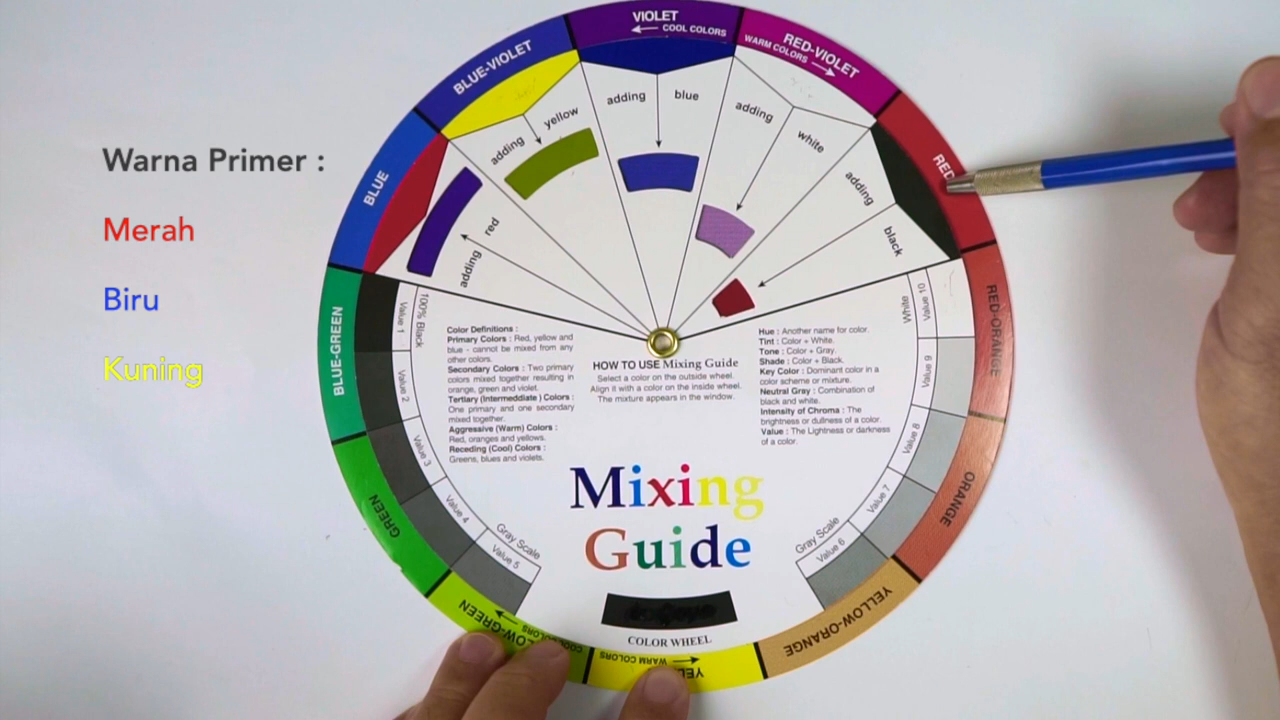 Warna Primer :
Merah
Biru
Kuning
VIOLET
COOL COLORS
RED-VIOLET
WARM COLORS
RED
RED-ORANGE
ORANGE
YELLOW-ORANGE
WARM COLORS
GREEN
BLUE-GREEN
BLUE
BLUE-VIOLET
adding red
adding yellow
adding blue
adding white
adding black
100% Black
Value 1
Value 2
Value 3
Value 4
Value 5
Gray Scale
White
Value 10
Value 9
Value 8
Value 7
Value 6
Gray Scale
Color Definitions :
Primary Colors : Red, yellow and
blue - cannot be mixed from any
other colors.
Secondary Colors : Two primary
colors mixed together resulting in
orange, green and violet.
Tertiary (Intermeddiate ) Colors :
One primary and one secondary
mixed together.
Aggressive (Warm) Colors :
Red, oranges and yellows.
Receding (Cool) Colors :
Greens, blues and violets.
HOW TO USE Mixing Guide
Select a color on the outside wheel.
Align it with a color on the inside wheel.
The mixture appears in the window.
Hue : Another name for color.
Tint : Color + White.
Tone : Color + Gray.
Shade : Color + Black.
Key Color : Dominant color in a
color scheme or mixture.
Neutral Gray : Combination of
black and white.
Intensity of Chroma : The
brightness or dullness of a color.
Value : The Lightness or darkness
of a color.
Mixing
Guide
COLOR WHEEL